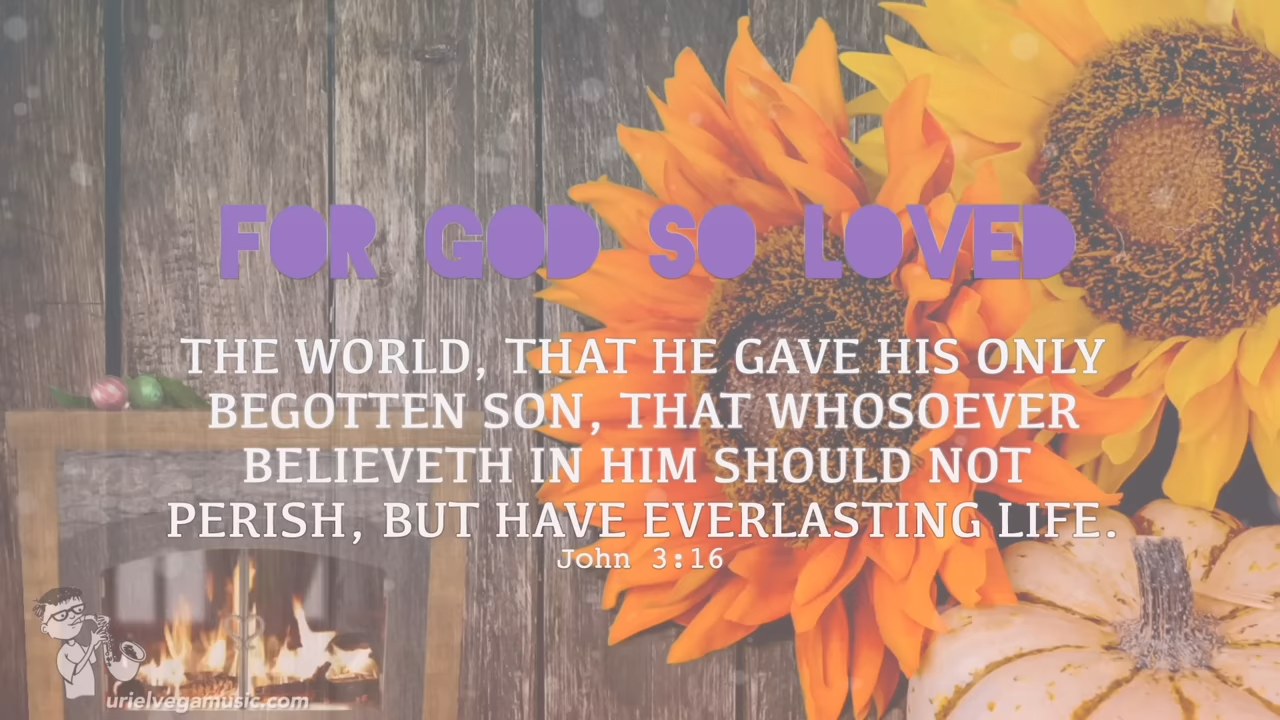 FOR GOD SO LOVED
THE WORLD, THAT HE GAVE HIS ONLY
BEGOTTEN SON, THAT WHOSOEVER
BELIEVETH IN HIM SHOULD NOT
PERISH, BUT HAVE EVERLASTING LIFE.
John 3:16
urielvegamusic.com